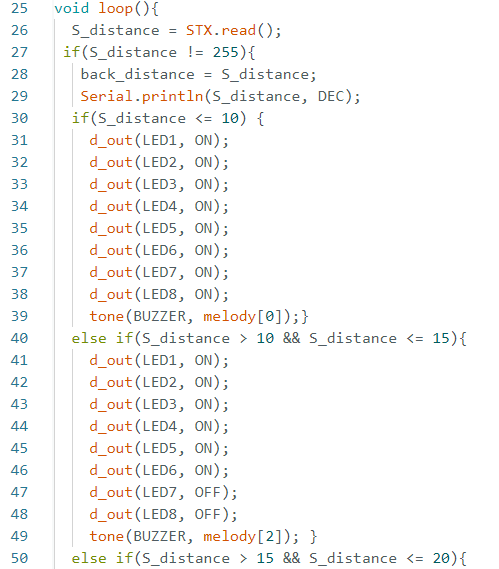 25 void loop(){
26   S_distance = STX.read();
27  if(S_distance != 255){
28    back_distance = S_distance;
29    Serial.println(S_distance, DEC);
30   if(S_distance <= 10) {
31     d_out(LED1, ON);
32     d_out(LED2, ON);
33     d_out(LED3, ON);
34     d_out(LED4, ON);
35     d_out(LED5, ON);
36     d_out(LED6, ON);
37     d_out(LED7, ON);
38     d_out(LED8, ON);
39     tone(BUZZER, melody[0]);}
40   else if(S_distance > 10 && S_distance <= 15){
41     d_out(LED1, ON);
42     d_out(LED2, ON);
43     d_out(LED3, ON);
44     d_out(LED4, ON);
45     d_out(LED5, ON);
46     d_out(LED6, ON);
47     d_out(LED7, OFF);
48     d_out(LED8, OFF);
49     tone(BUZZER, melody[2]); }
50   else if(S_distance > 15 && S_distance <= 20){